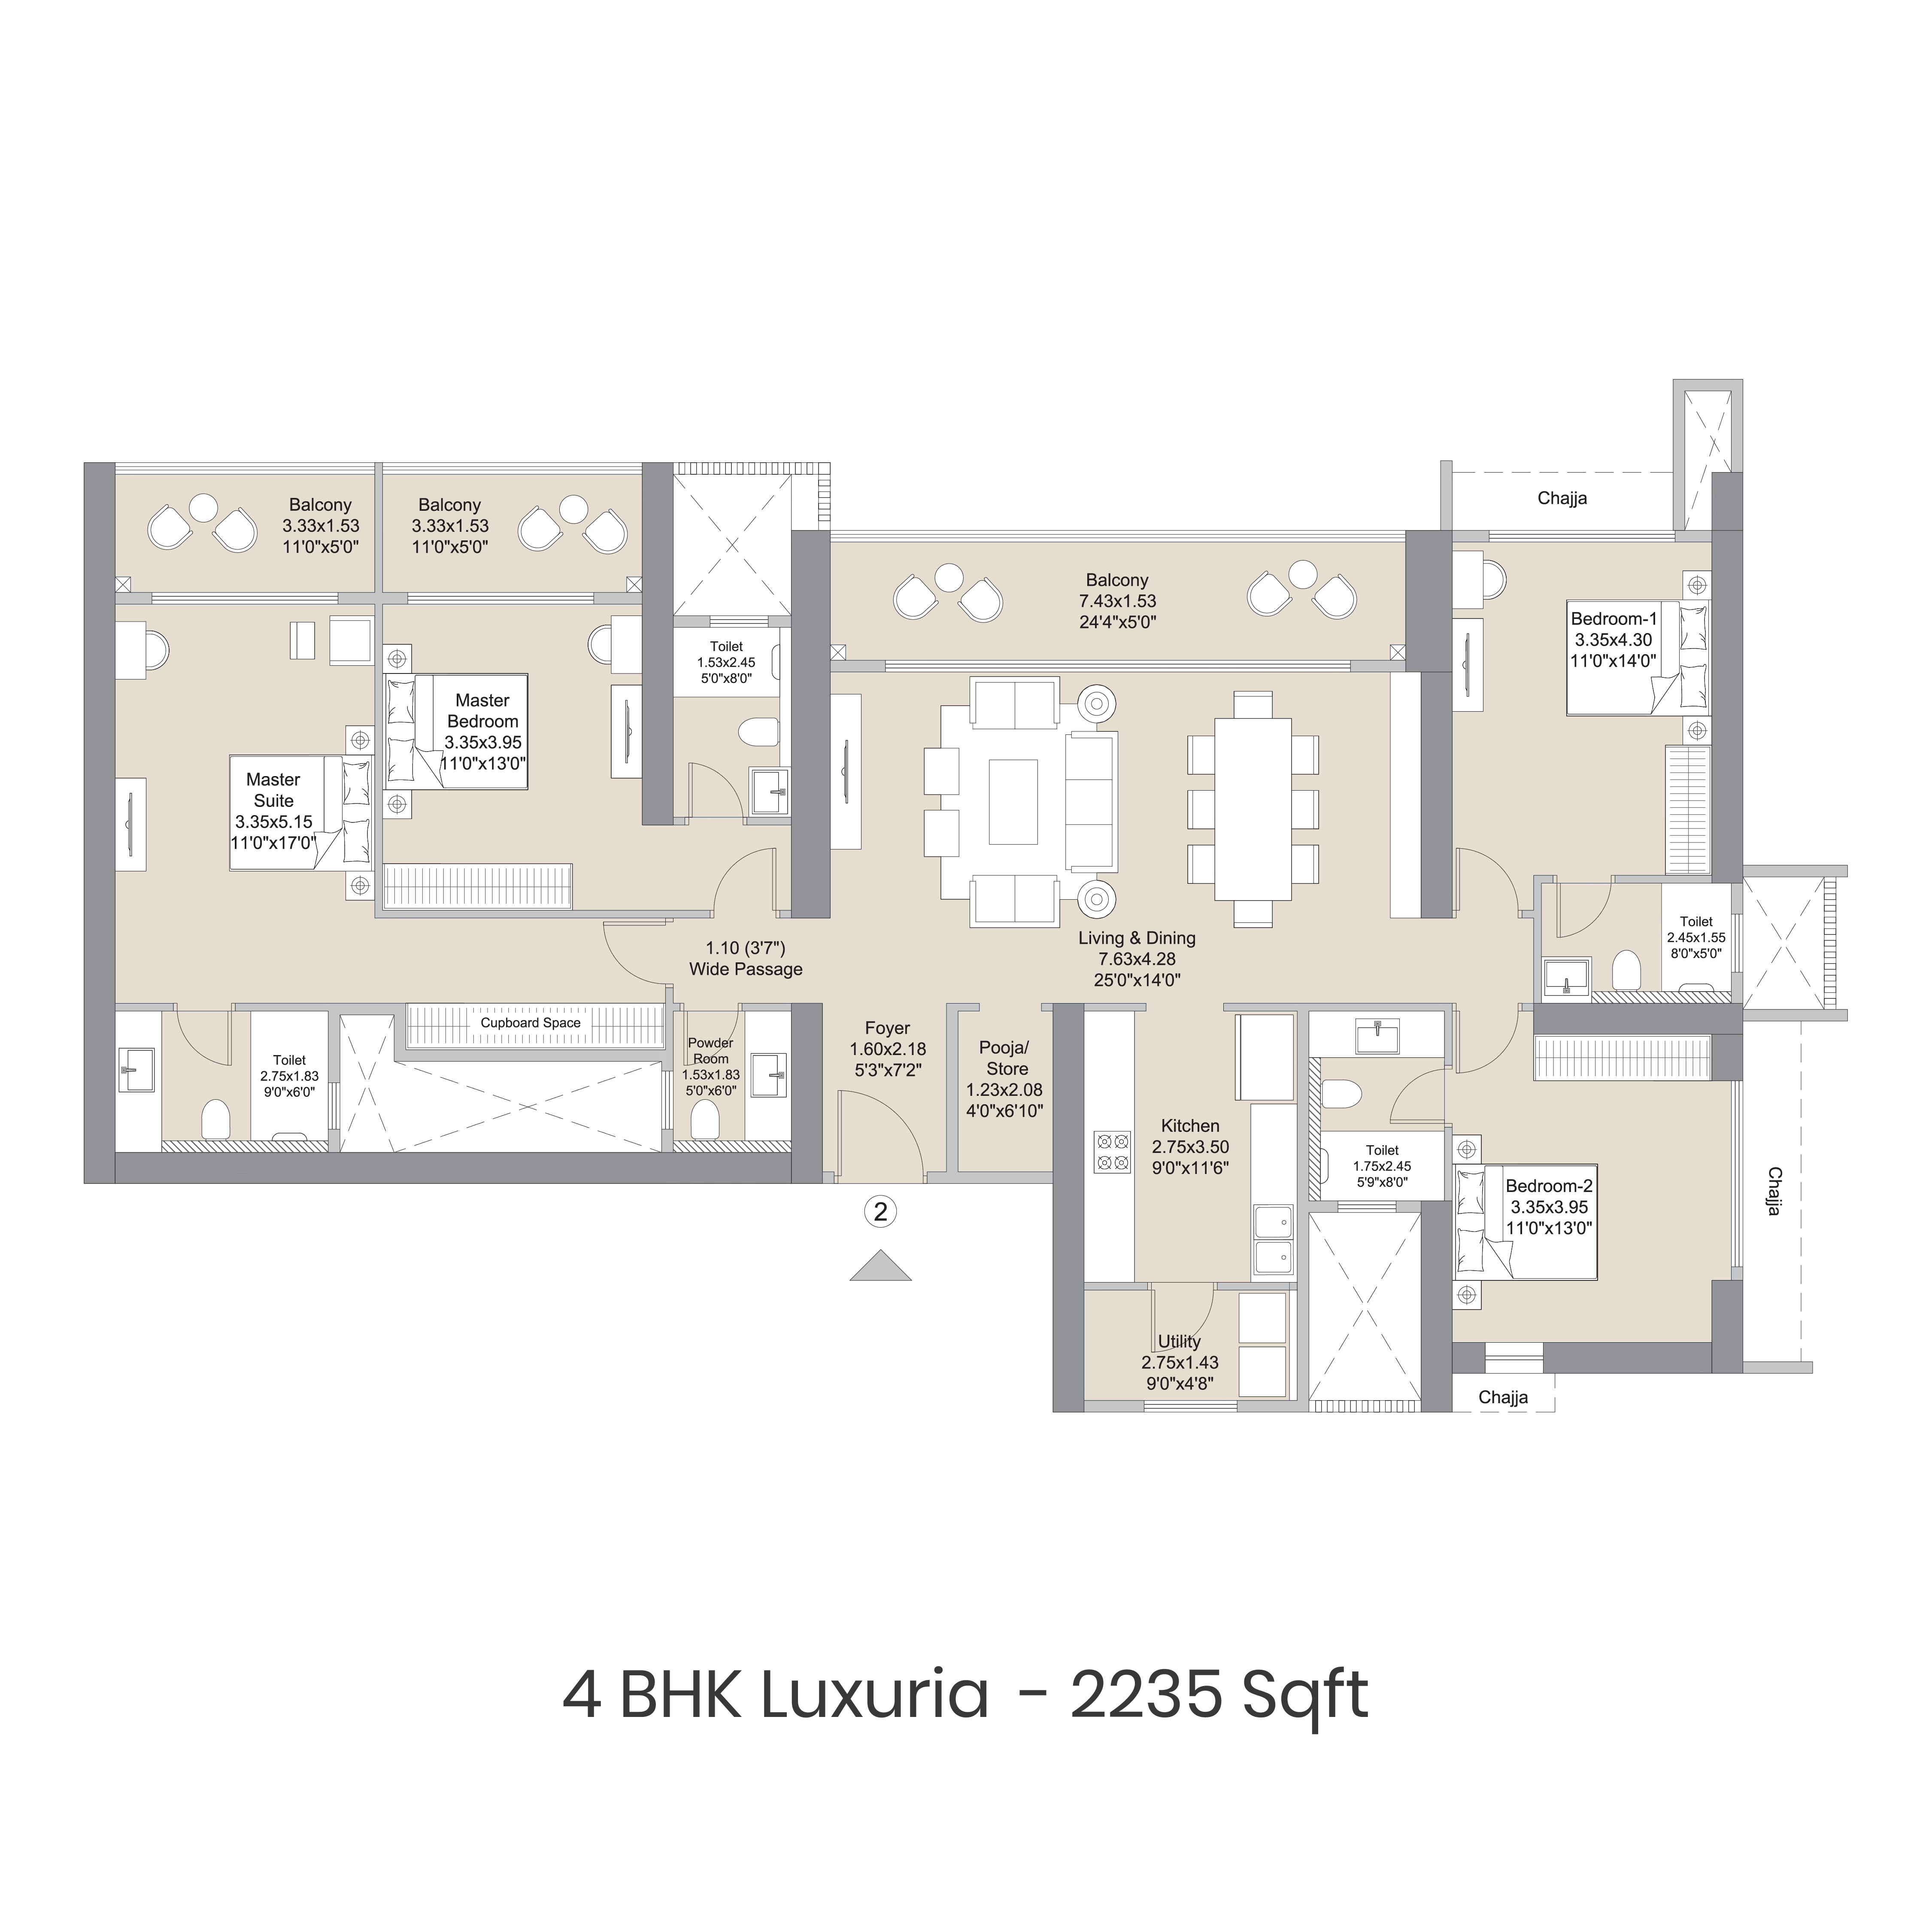 Balcony
3.33x1.53
11'0"x5'0"
Balcony
3.33x1.53
11'0"x5'0"
Chajja
Balcony
7.43x1.53
24'4"x5'0"
Bedroom-1
3.35x4.30
11'0"x14'0"
Toilet
1.53x2.45
5'0"x8'0"
Master
Bedroom
3.35x3.95
11'0"x13'0"
Master
Suite
3.35x5.15
11'0"x17'0"
1.10 (3'7")
Wide Passage
Living & Dining
7.63x4.28
25'0"x14'0"
Toilet
2.45x1.55
8'0"x5'0"
Cupboard Space
Toilet
2.75x1.83
9'0"x6'0"
Powder
Room
1.53x1.83
5'0"x6'0"
Foyer
1.60x2.18
5'3"x7'2"
Pooja/
Store
1.23x2.08
4'0"x6'10"
Kitchen
2.75x3.50
9'0"x11'6"
Toilet
1.75x2.45
5'9"x8'0"
Bedroom-2
3.35x3.95
11'0"x13'0"
Chajja
2
Utility
2.75x1.43
9'0"x4'8"
Chajja
4 BHK Luxuria - 2235 Sqft